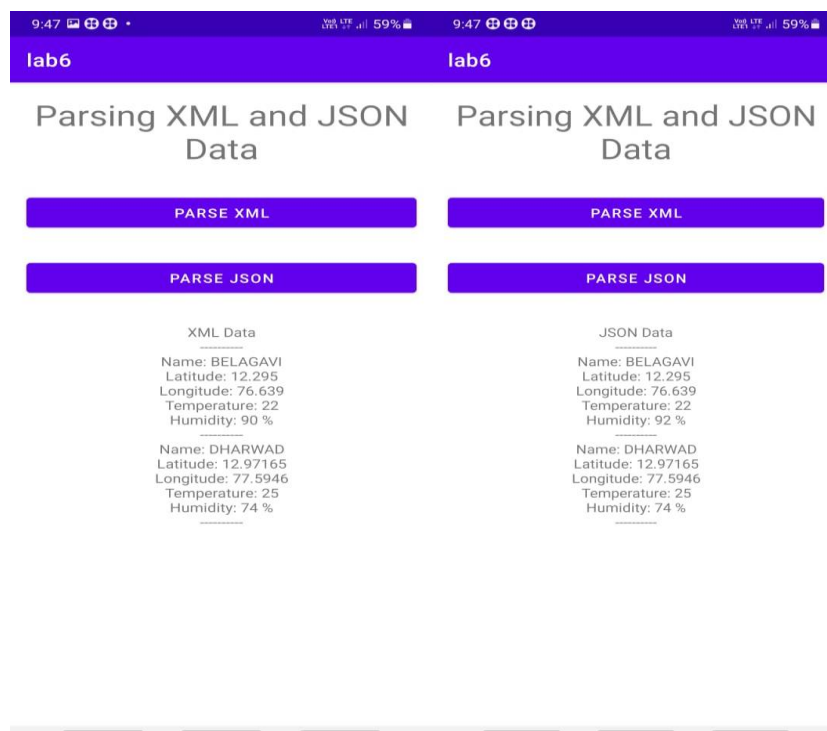 9:47
VoLTE LTE 59%
lab6
Parsing XML and JSON
Data
PARSE XML
PARSE JSON
XML Data
----------
Name: BELAGAVI
Latitude: 12.295
Longitude: 76.639
Temperature: 22
Humidity: 90 %
----------
Name: DHARWAD
Latitude: 12.97165
Longitude: 77.5946
Temperature: 25
Humidity: 74 %
----------
9:47
59%
lab6
Parsing XML and JSON
Data
PARSE XML
PARSE JSON
JSON Data
----------
Name: BELAGAVI
Latitude: 12.295
Longitude: 76.639
Temperature: 22
Humidity: 92 %
----------
Name: DHARWAD
Latitude: 12.97165
Longitude: 77.5946
Temperature: 25
Humidity: 74 %
----------